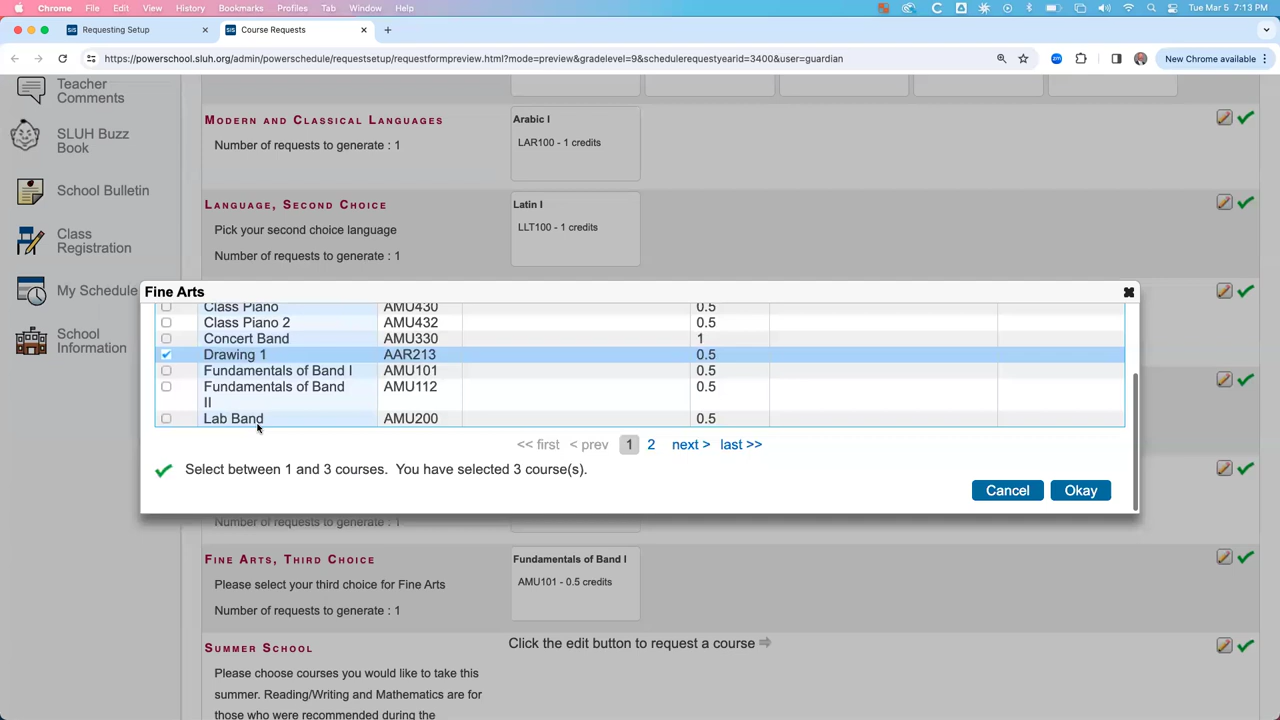 Chrome File Edit View History Bookmarks Profiles Tab Window Help Tue Mar 5 7:13 PM
SIS Requesting Setup × SIS Course Requests × +
https://powerschool.sluh.org/admin/powerschedule/requestsetup/requestformpreview.html?mode=preview&gradelevel=9&schedulerequestyearid=3400&user=guardian
New Chrome available
Teacher
Comments
SLUH Buzz
Book
School Bulletin
Class
Registration
My Schedule
School
Information
Modern and Classical Languages
Number of requests to generate : 1
Arabic I
LAR100 - 1 credits
Language, Second Choice
Pick your second choice language
Number of requests to generate : 1
Latin I
LLT100 - 1 credits
Fine Arts
Class Piano AMU430 0.5
Class Piano 2 AMU432 0.5
Concert Band AMU330 1
Drawing 1 AAR213 0.5
Fundamentals of Band I AMU101 0.5
Fundamentals of Band AMU112 0.5
II
Lab Band AMU200 0.5
<< first < prev 1 2 next > last >>
Select between 1 and 3 courses. You have selected 3 course(s).
Cancel Okay
Number of requests to generate : 1
Fine Arts, Third Choice
Please select your third choice for Fine Arts
Number of requests to generate : 1
Fundamentals of Band I
AMU101 - 0.5 credits
Summer School
Click the edit button to request a course
Please choose courses you would like to take this
summer. Reading/Writing and Mathematics are for
those who were recommended during the